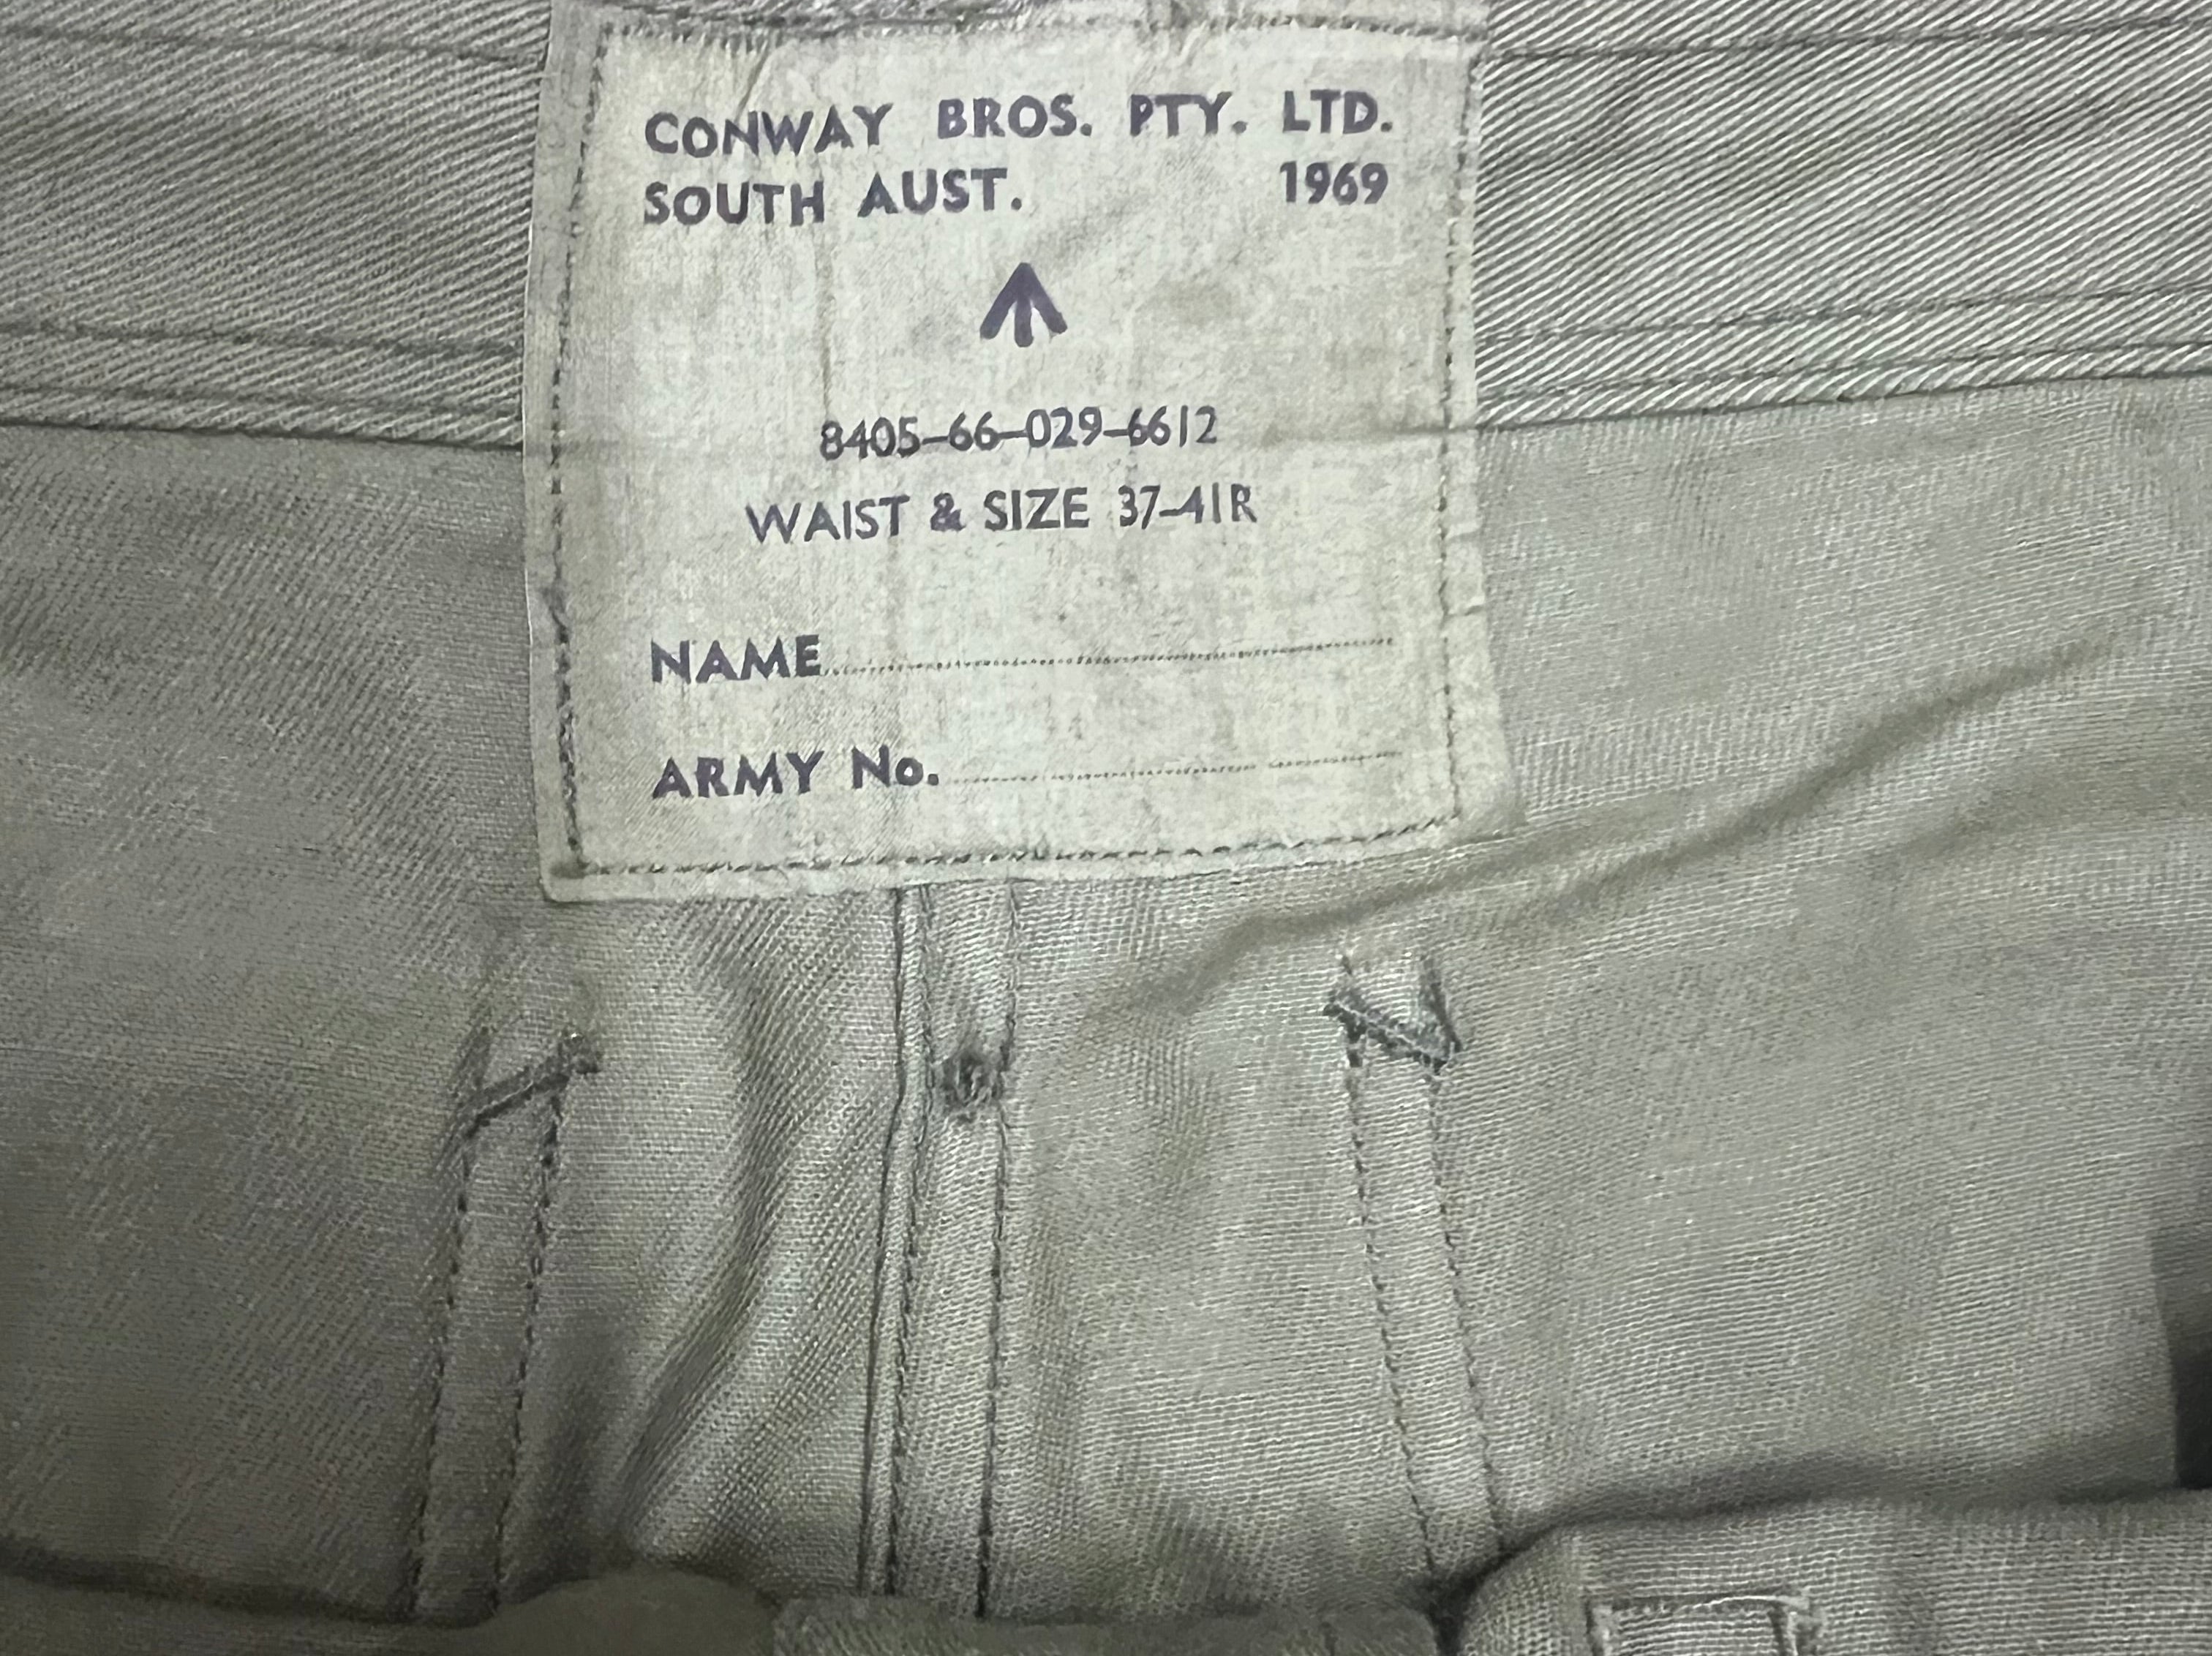 CONWAY BROS. PTY. LTD.
SOUTH AUST. 1969
8405-66-029-6612
WAIST & SIZE 37-41R
NAME....................
ARMY No....................